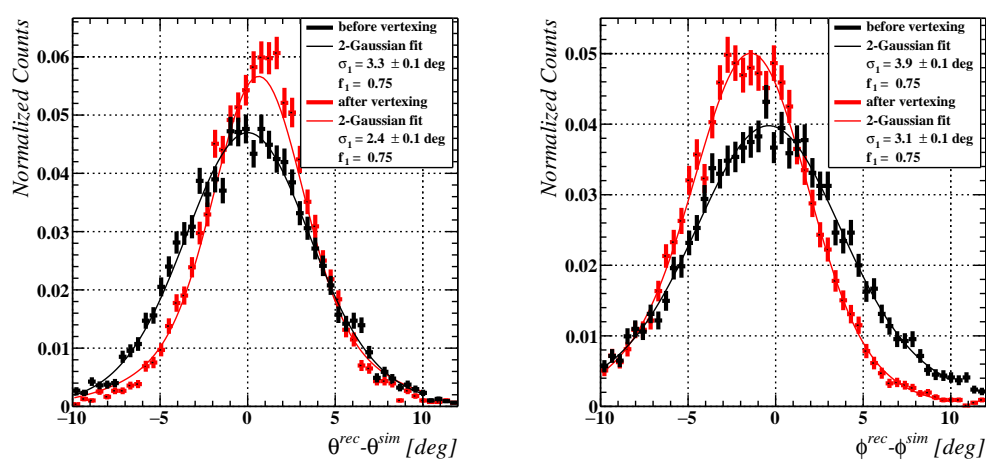 Normalized Counts
0.06
0.05
0.04
0.03
0.02
0.01
0
before vertexing
2-Gaussian fit
σ1 = 3.3 ± 0.1 deg
f1 = 0.75
after vertexing
2-Gaussian fit
σ1 = 2.4 ± 0.1 deg
f1 = 0.75
−10 −5 0 5 10
θ^rec-θ^sim [deg]
Normalized Counts
0.05
0.04
0.03
0.02
0.01
0
before vertexing
2-Gaussian fit
σ1 = 3.9 ± 0.1 deg
f1 = 0.75
after vertexing
2-Gaussian fit
σ1 = 3.1 ± 0.1 deg
f1 = 0.75
−10 −5 0 5 10
ϕ^rec-ϕ^sim [deg]